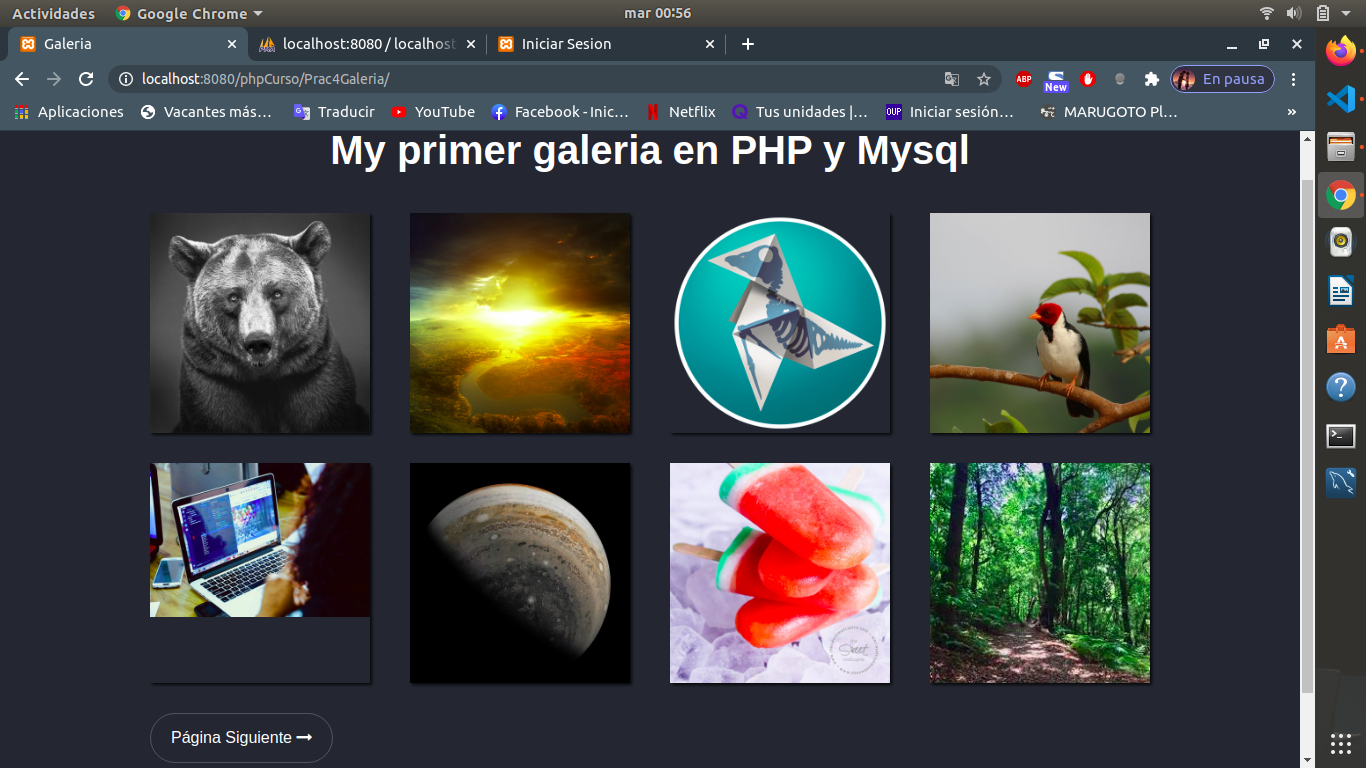 Actividades
Google Chrome
mar 00:56
Galeria
localhost:8080 / localhost
Iniciar Sesion
localhost:8080/phpCurso/Prac4Galeria/
ABP
New
En pausa
Aplicaciones
Vacantes más…
Traducir
YouTube
Facebook - Inic…
Netflix
Tus unidades |…
OUP
Iniciar sesión…
MARUGOTO Pl…
»
My primer galeria en PHP y Mysql
Sweet
Página Siguiente